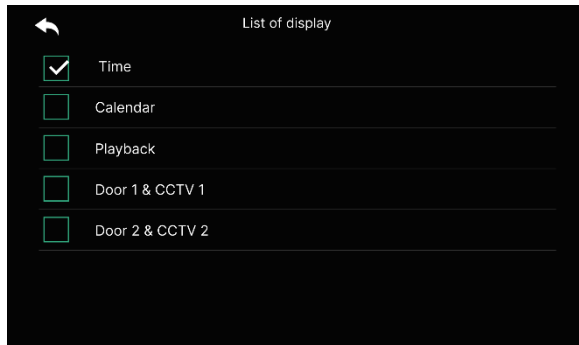 List of display
Time
Calendar
Playback
Door 1 & CCTV 1
Door 2 & CCTV 2